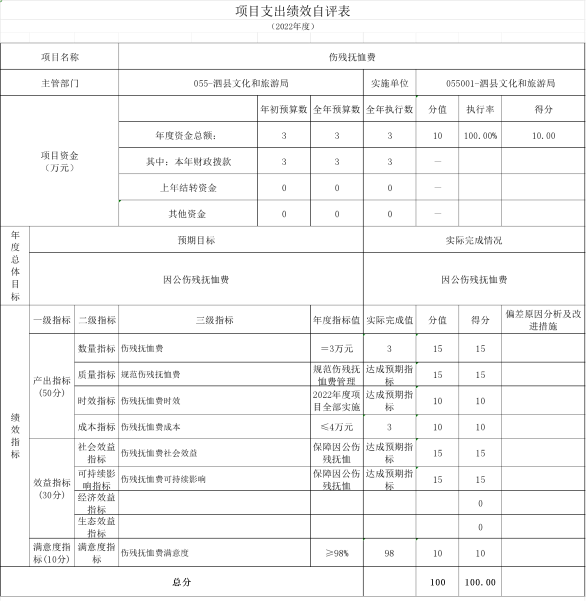 项目支出绩效自评表
（2022年度）
项目名称 伤残抚恤费
主管部门 055-泗县文化和旅游局 实施单位 055001-泗县文化和旅游局
项目资金
（万元）
年初预算数 全年预算数 全年执行数 分值 执行率 得分
年度资金总额： 3 3 3 10 100.00% 10.00
其中：本年财政拨款 3 3 3 —
上年结转资金 0 0 0 —
其他资金 0 0 0 —
年度总体目标
预期目标 实际完成情况
因公伤残抚恤费 因公伤残抚恤费
绩效指标
一级指标 二级指标 三级指标 年度指标值 实际完成值 分值 得分 偏差原因分析及改进措施
产出指标
(50分)
数量指标 伤残抚恤费 ＝3万元 3 15 15
质量指标 规范伤残抚恤费 规范伤残抚恤费管理 达成预期指标 15 15
时效指标 伤残抚恤费时效 2022年度项目全部实施 达成预期指标 10 10
成本指标 伤残抚恤费成本 ≤4万元 3 10 10
效益指标
(30分)
社会效益指标 伤残抚恤费社会效益 保障因公伤残抚恤 达成预期指标 15 15
可持续影响指标 伤残抚恤费可持续影响 保障因公伤残抚恤 达成预期指标 15 15
经济效益指标 0
生态效益指标 0
满意度指标(10分) 满意度指标 伤残抚恤费满意度 ≥98% 98 10 10
总分 100 100.00